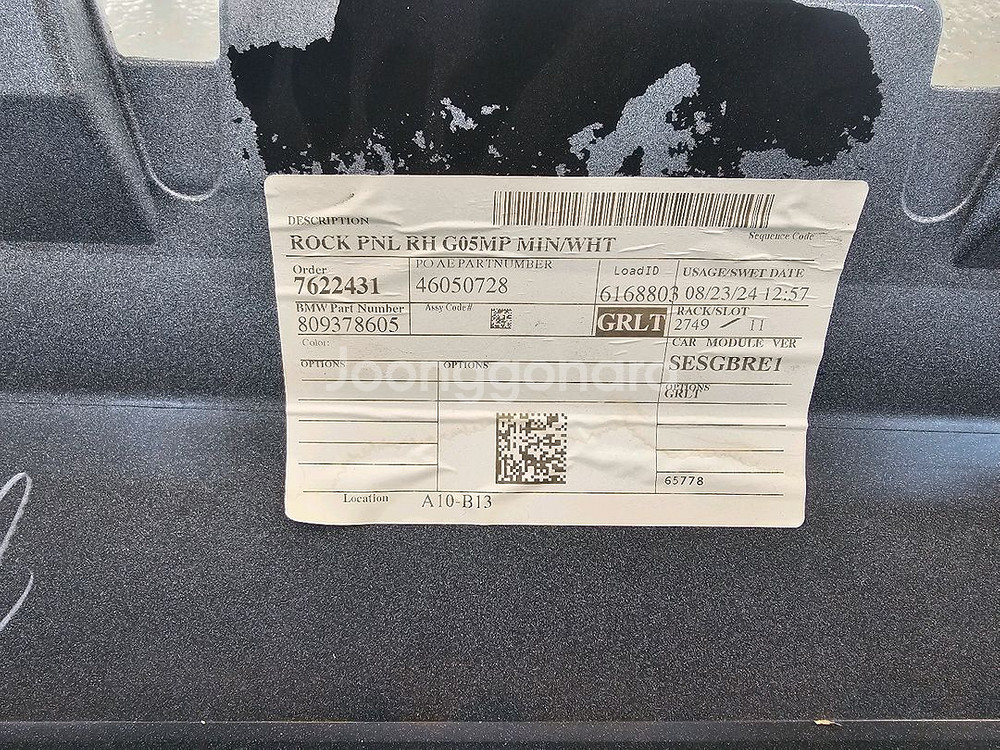 DESCRIPTION
Sequence Code
ROCK PNL RH G05MP MIN/WHT
Order
7622431
PO AE PARTNUMBER
46050728
LoadID
6168803
USAGE/SWET DATE
08/23/24 12:57
BMW Part Number
809378605
Assy Code#
GRLT
RACK/SLOT
2749 / 11
Color:
CAR MODULE VER
SESGBRE1
OPTIONS
OPTIONS
OPTIONS
GRLT
Joonggonara
65778
Location A10-B13